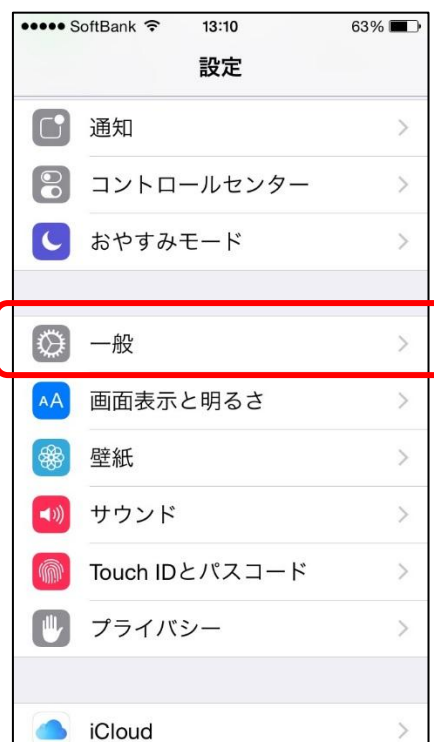 SoftBank 13:10 63%
設定
通知
コントロールセンター
おやすみモード
一般
AA 画面表示と明るさ
壁紙
サウンド
Touch IDとパスコード
プライバシー
iCloud